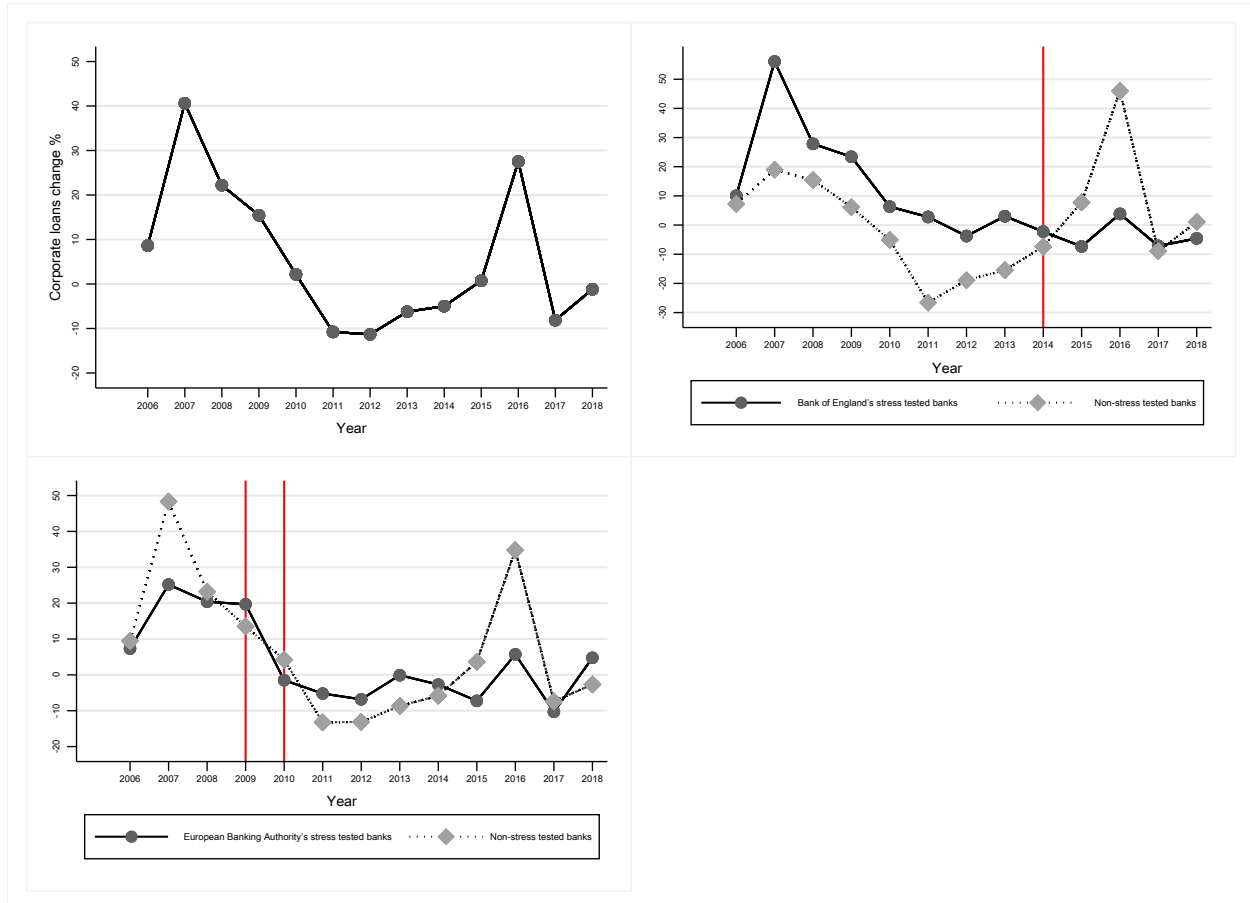 Corporate loans change %
50
40
30
20
10
0
-10
-20
2006 2007 2008 2009 2010 2011 2012 2013 2014 2015 2016 2017 2018
Year
50
40
30
20
10
0
-10
-20
-30
2006 2007 2008 2009 2010 2011 2012 2013 2014 2015 2016 2017 2018
Year
Bank of England's stress tested banks Non-stress tested banks
50
40
30
20
10
0
-10
-20
2006 2007 2008 2009 2010 2011 2012 2013 2014 2015 2016 2017 2018
Year
European Banking Authority's stress tested banks Non-stress tested banks